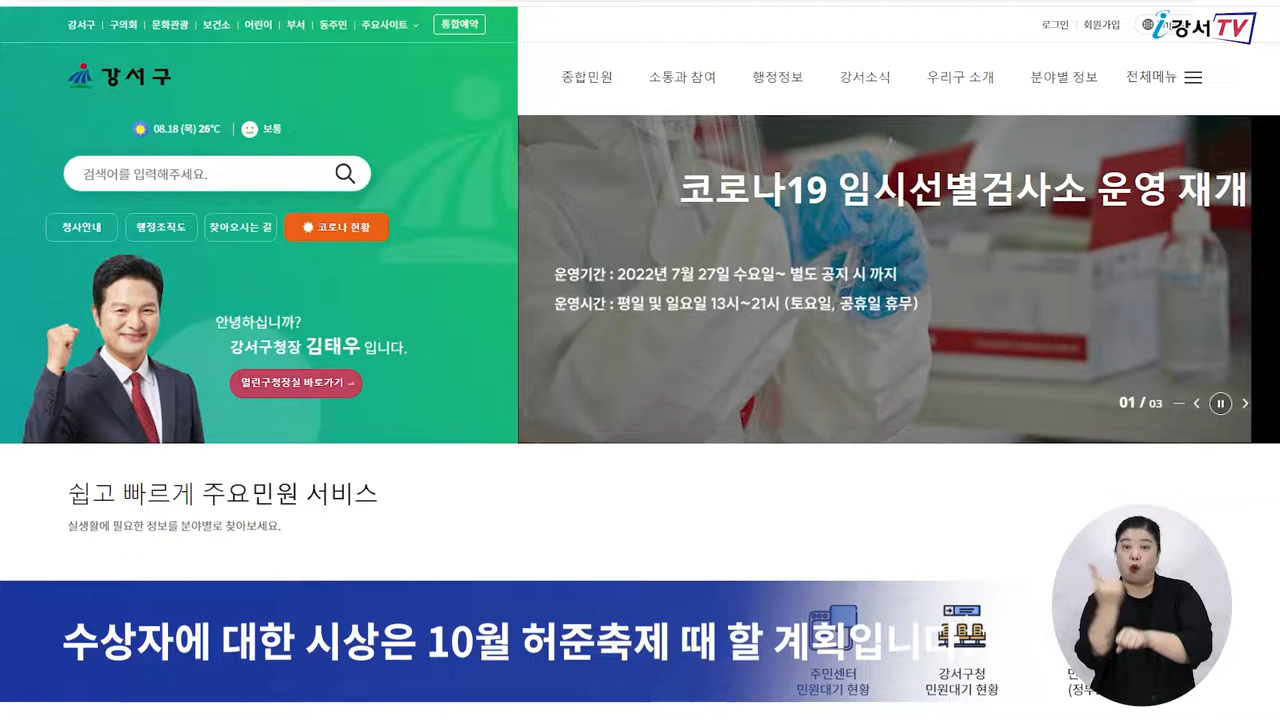 강서구 구의회 문화관광 보건소 어린이 부서 동주민 주요사이트 통합예약
로그인 회원가입
i강서TV
강서구
종합민원 소통과 참여 행정정보 강서소식 우리구 소개 분야별 정보 전체메뉴
08.18 (목) 26℃ 보통
검색어를 입력해주세요.
청사안내 행정조직도 찾아오시는 길 코로나 현황
코로나19 임시선별검사소 운영 재개
운영기간 : 2022년 7월 27일 수요일~ 별도 공지 시 까지
운영시간 : 평일 및 일요일 13시~21시 (토요일, 공휴일 휴무)
안녕하십니까?
강서구청장 김태우 입니다.
열린구청장실 바로가기 →
01 / 03
쉽고 빠르게 주요민원 서비스
실생활에 필요한 정보를 분야별로 찾아보세요.
수상자에 대한 시상은 10월 허준축제 때 할 계획입니다.
주민센터
민원대기 현황
강서구청
민원대기 현황